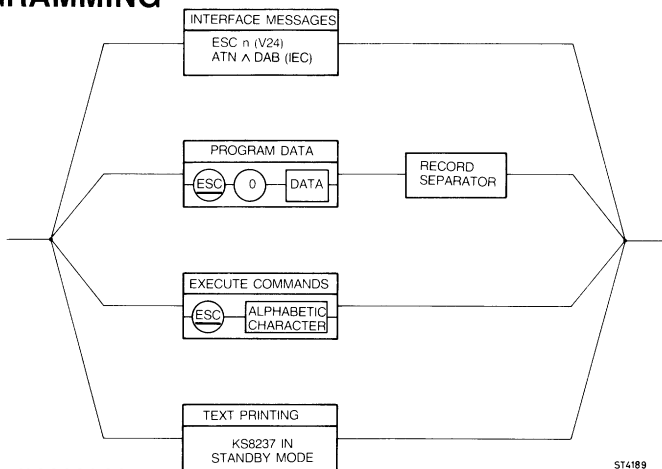 GRAMMING
INTERFACE MESSAGES
ESC n (V24)
ATN ∧ DAB (IEC)
PROGRAM DATA
ESC 0 DATA
RECORD
SEPARATOR
EXECUTE COMMANDS
ESC ALPHABETIC
CHARACTER
TEXT PRINTING
KS8237 IN
STANDBY MODE
ST4189